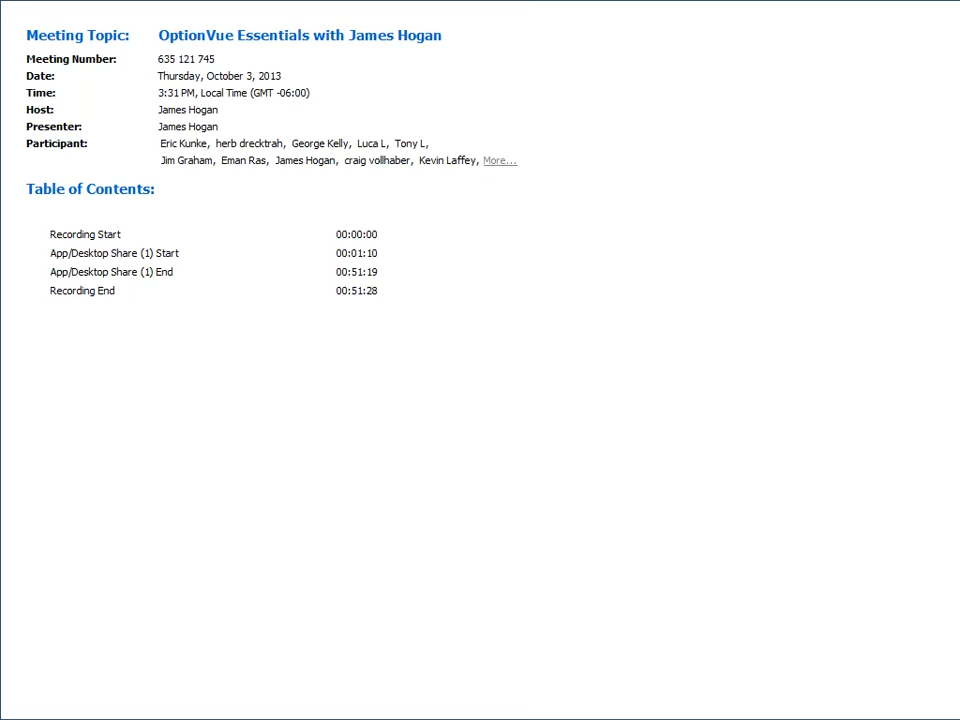 Meeting Topic: OptionVue Essentials with James Hogan
Meeting Number: 635 121 745
Date: Thursday, October 3, 2013
Time: 3:31 PM, Local Time (GMT -06:00)
Host: James Hogan
Presenter: James Hogan
Participant: Eric Kunke, herb drecktrah, George Kelly, Luca L, Tony L,
Jim Graham, Eman Ras, James Hogan, craig vollhaber, Kevin Laffey, More...
Table of Contents:
Recording Start 00:00:00
App/Desktop Share (1) Start 00:01:10
App/Desktop Share (1) End 00:51:19
Recording End 00:51:28